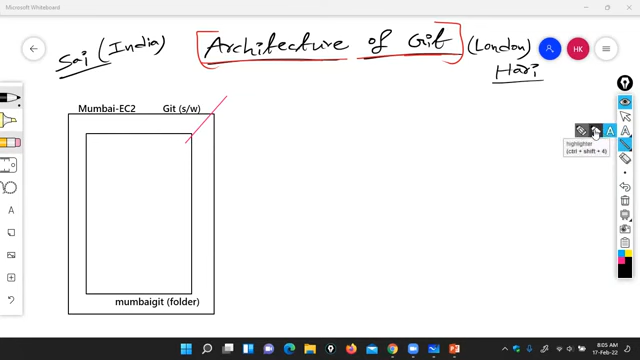 Sai (India)
Architecture of Git
(London)
Hari
HK
Mumbai-EC2 Git (s/w)
highlighter
(ctrl + shift + 4)
mumbaigit (folder)
Microsoft Whiteboard
8:05 AM
17-Feb-22